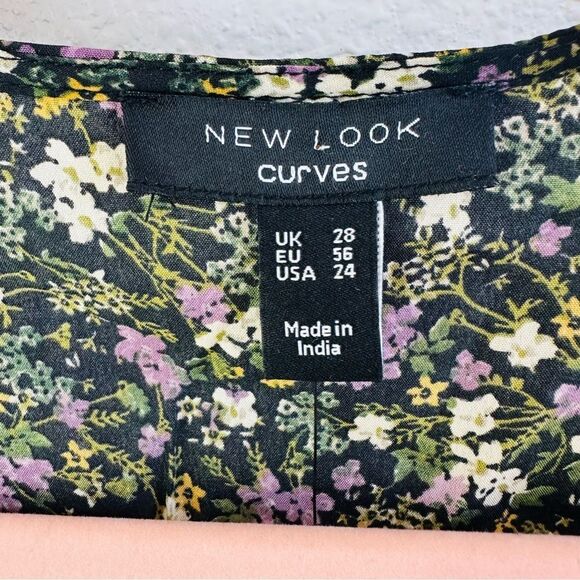 NEW LOOK
curves
UK 28
EU 56
USA 24
Made in
India